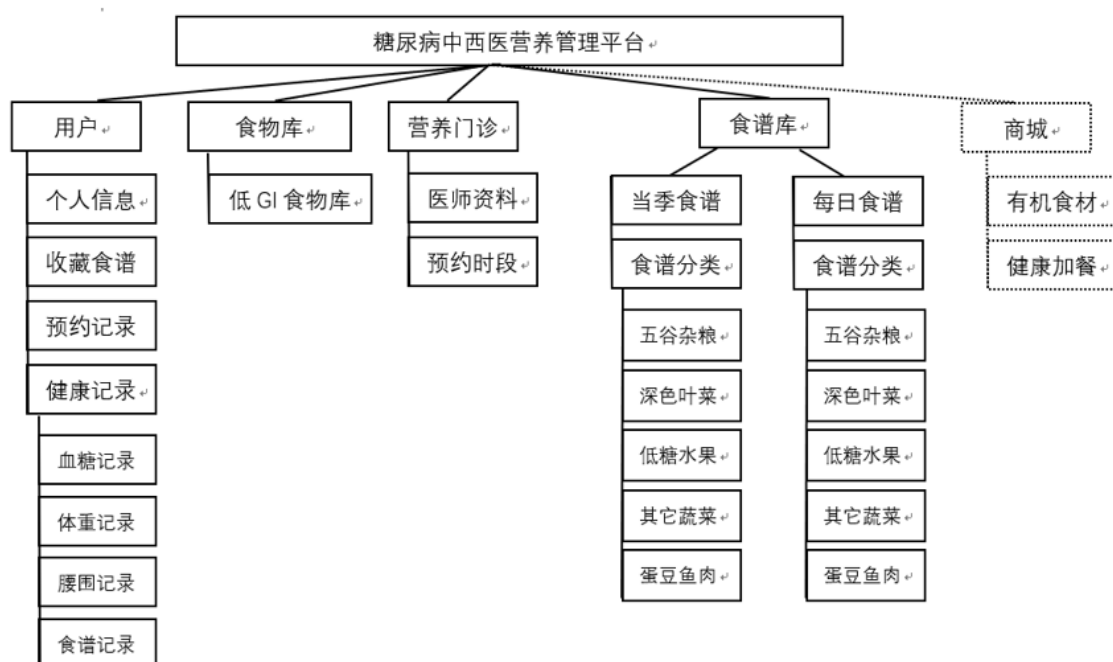 糖尿病中西医营养管理平台
用户
食物库
营养门诊
食谱库
商城
个人信息
收藏食谱
预约记录
健康记录
血糖记录
体重记录
腰围记录
食谱记录
低 GI 食物库
医师资料
预约时段
当季食谱
食谱分类
五谷杂粮
深色叶菜
低糖水果
其它蔬菜
蛋豆鱼肉
每日食谱
食谱分类
五谷杂粮
深色叶菜
低糖水果
其它蔬菜
蛋豆鱼肉
有机食材
健康加餐